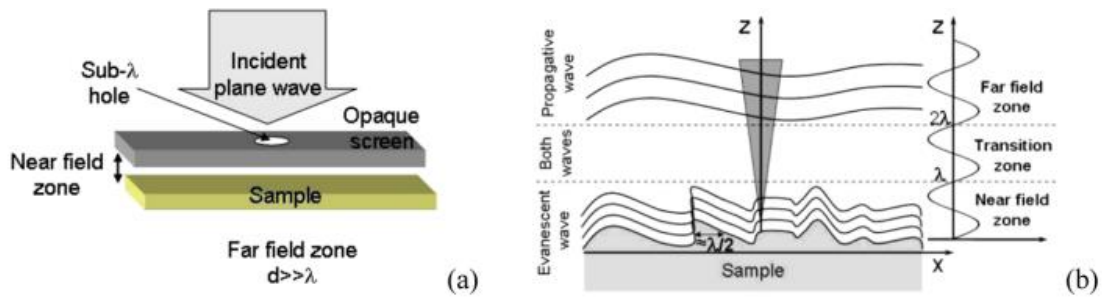 Incident
plane wave
Sub-λ
hole
Opaque
screen
Near field
zone
Sample
Far field zone
d>>λ
(a)
Propagative
wave
Both
waves
Evanescent
wave
Z
≈λ/2
Sample
X
Z
2λ
λ
Far field
zone
Transition
zone
Near field
zone
(b)